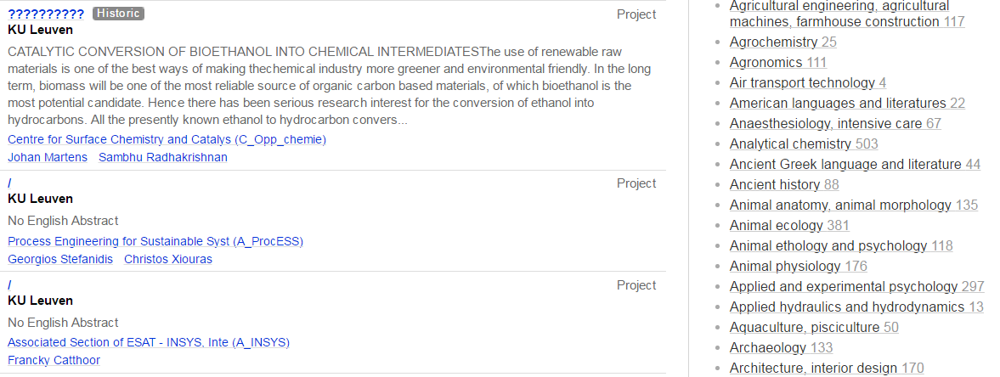 ?????????? Historic
Project
KU Leuven
CATALYTIC CONVERSION OF BIOETHANOL INTO CHEMICAL INTERMEDIATESThe use of renewable raw
materials is one of the best ways of making thechemical industry more greener and environmental friendly. In the long
term, biomass will be one of the most reliable source of organic carbon based materials, of which bioethanol is the
most potential candidate. Hence there has been serious research interest for the conversion of ethanol into
hydrocarbons. All the presently known ethanol to hydrocarbon convers...
Centre for Surface Chemistry and Catalys (C_Opp_chemie)
Johan Martens Sambhu Radhakrishnan
/
Project
KU Leuven
No English Abstract
Process Engineering for Sustainable Syst (A_ProcESS)
Georgios Stefanidis Christos Xiouras
/
Project
KU Leuven
No English Abstract
Associated Section of ESAT - INSYS, Inte (A_INSYS)
Francky Catthoor
Agricultural engineering, agricultural
machines, farmhouse construction 117
Agrochemistry 25
Agronomics 111
Air transport technology 4
American languages and literatures 22
Anaesthesiology, intensive care 67
Analytical chemistry 503
Ancient Greek language and literature 44
Ancient history 88
Animal anatomy, animal morphology 135
Animal ecology 381
Animal ethology and psychology 118
Animal physiology 176
Applied and experimental psychology 297
Applied hydraulics and hydrodynamics 13
Aquaculture, pisciculture 50
Archaeology 133
Architecture, interior design 170